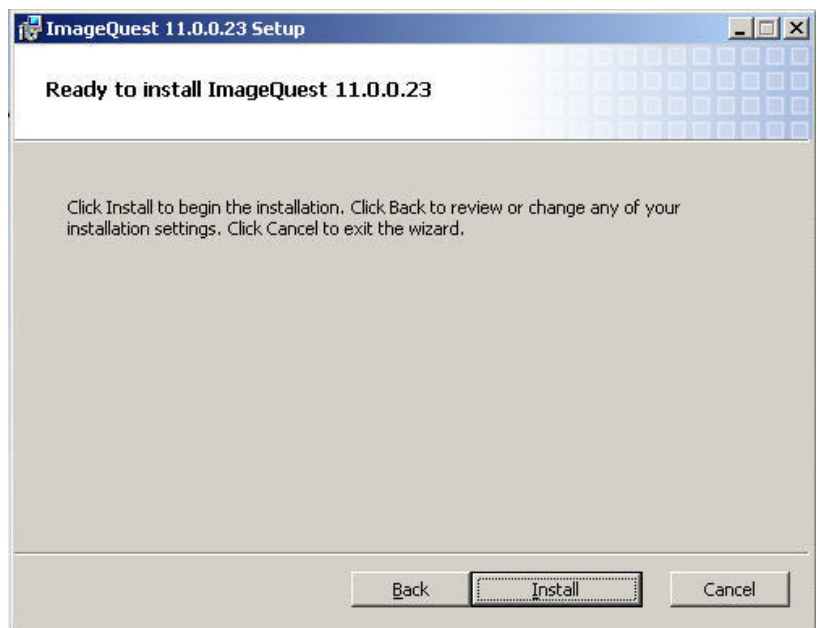 ImageQuest 11.0.0.23 Setup
Ready to install ImageQuest 11.0.0.23
Click Install to begin the installation. Click Back to review or change any of your
installation settings. Click Cancel to exit the wizard.
Back Install Cancel